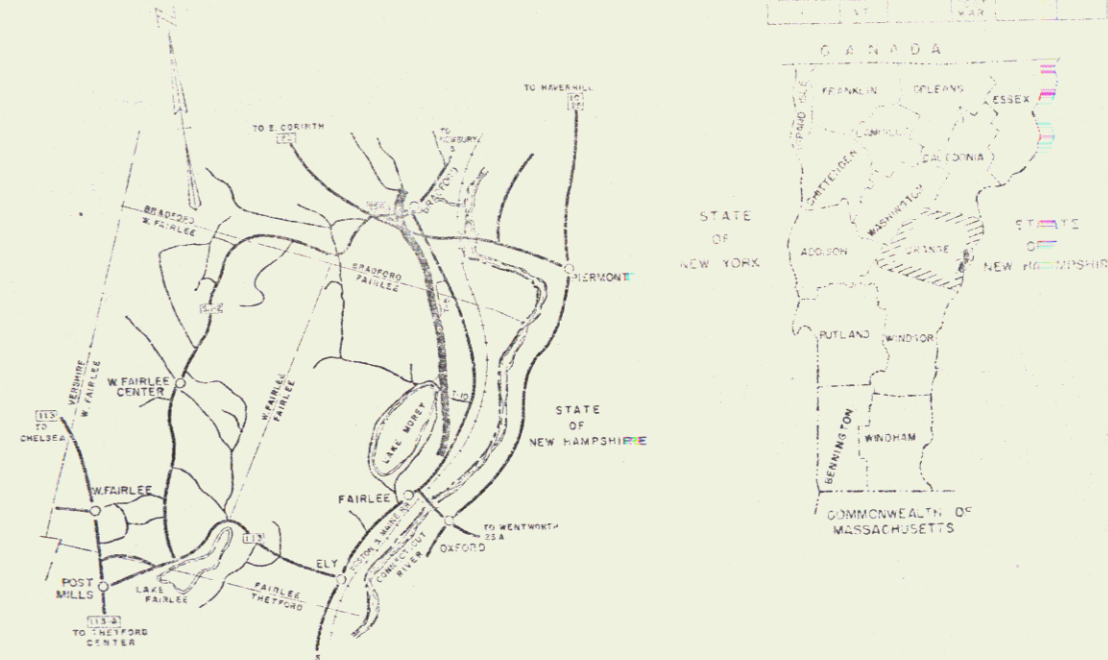 TO HAVERHILL
TO E. CORINTH
BRADFORD
W. FAIRLEE
BRADFORD
FAIRLEE
PIERMONT
VERSHIRE
W. FAIRLEE
W. FAIRLEE
CENTER
W. FAIRLEE
FAIRLEE
LAKE MOREY
STATE
OF
NEW HAMPSHIRE
113
TO
CHELSEA
W. FAIRLEE
FAIRLEE
113
TO WENTWORTH
25A
OXFORD
CONNECTICUT
RIVER
ELY
POST
MILLS
LAKE
FAIRLEE
FAIRLEE
THETFORD
113-A
TO THETFORD
CENTER
CANADA
FRANKLIN
ORLEANS
ESSEX
CALEDONIA
CHITTENDEN
WASHINGTON
STATE
OF
NEW YORK
ADDISON
ORANGE
STATE
OF
NEW HAMPSHIRE
RUTLAND
WINDSOR
BENNINGTON
WINDHAM
COMMONWEALTH OF
MASSACHUSETTS